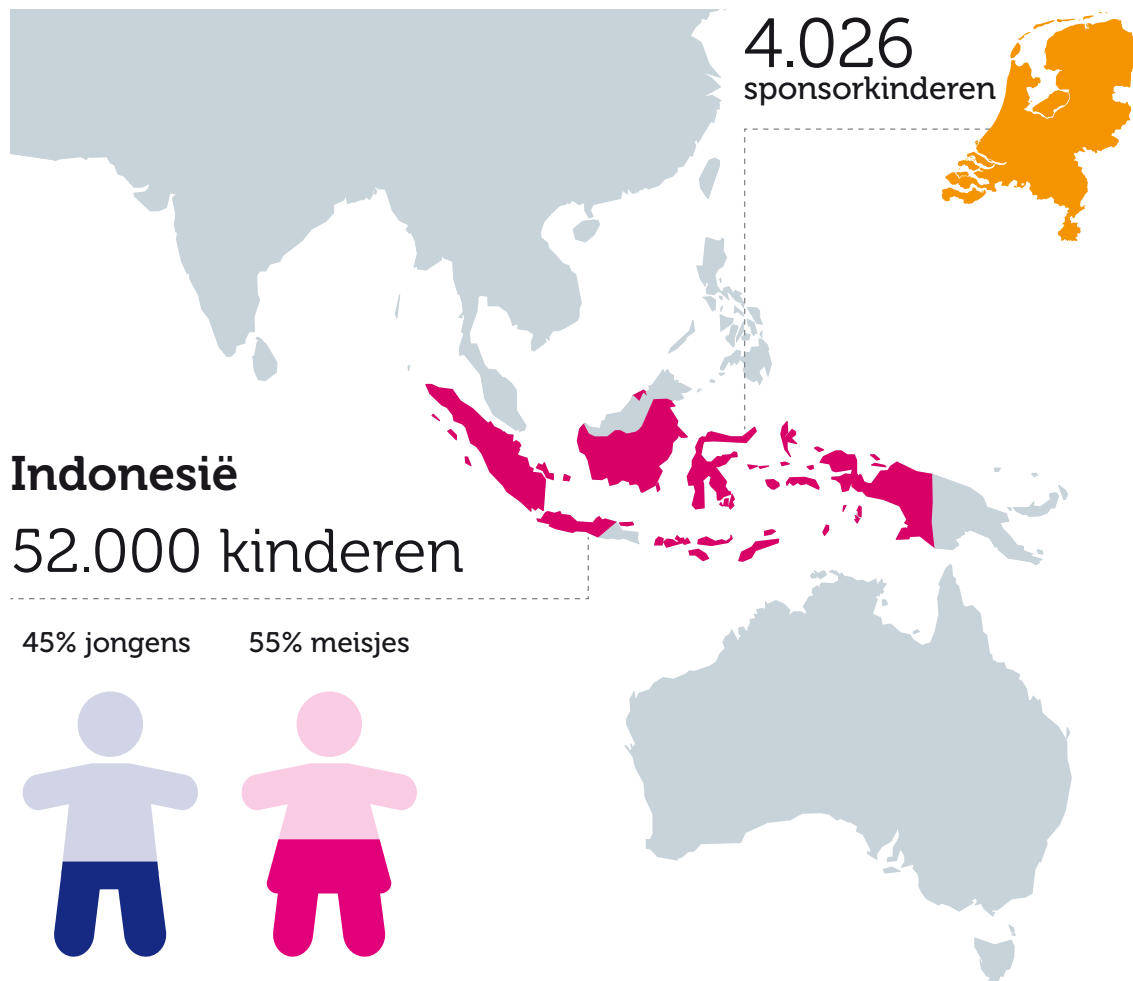 4.026
sponsorkinderen
Indonesië
52.000 kinderen
45% jongens
55% meisjes